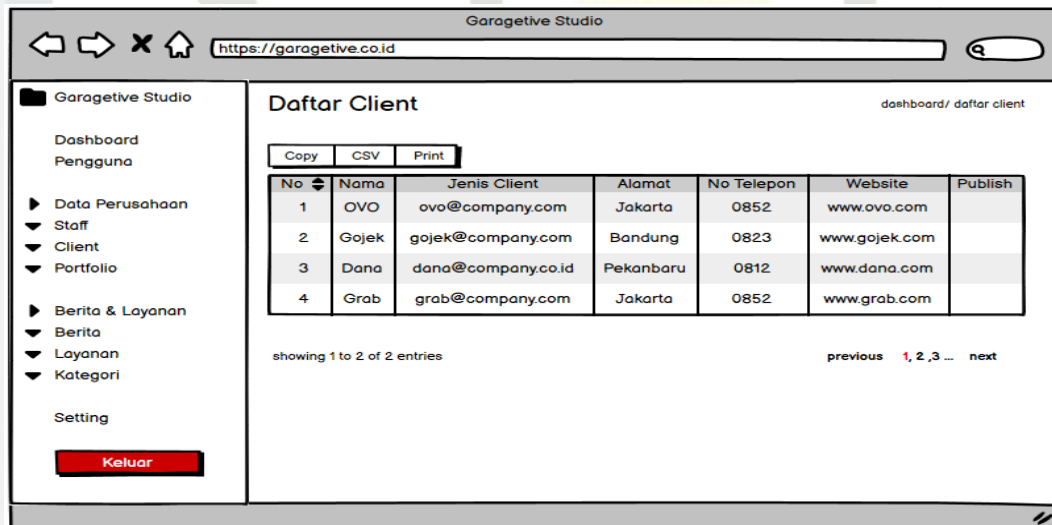 Garagetive Studio
https://garagetive.co.id
Garagetive Studio
Dashboard
Pengguna
Data Perusahaan
Staff
Client
Portfolio
Berita & Layanan
Berita
Layanan
Kategori
Setting
Keluar
Daftar Client
dashboard/ daftar client
Copy CSV Print
No Nama Jenis Client Alamat No Telepon Website Publish
1 OVO ovo@company.com Jakarta 0852 www.ovo.com
2 Gojek gojek@company.com Bandung 0823 www.gojek.com
3 Dana dana@company.co.id Pekanbaru 0812 www.dana.com
4 Grab grab@company.com Jakarta 0852 www.grab.com
showing 1 to 2 of 2 entries
previous 1, 2 ,3 ... next